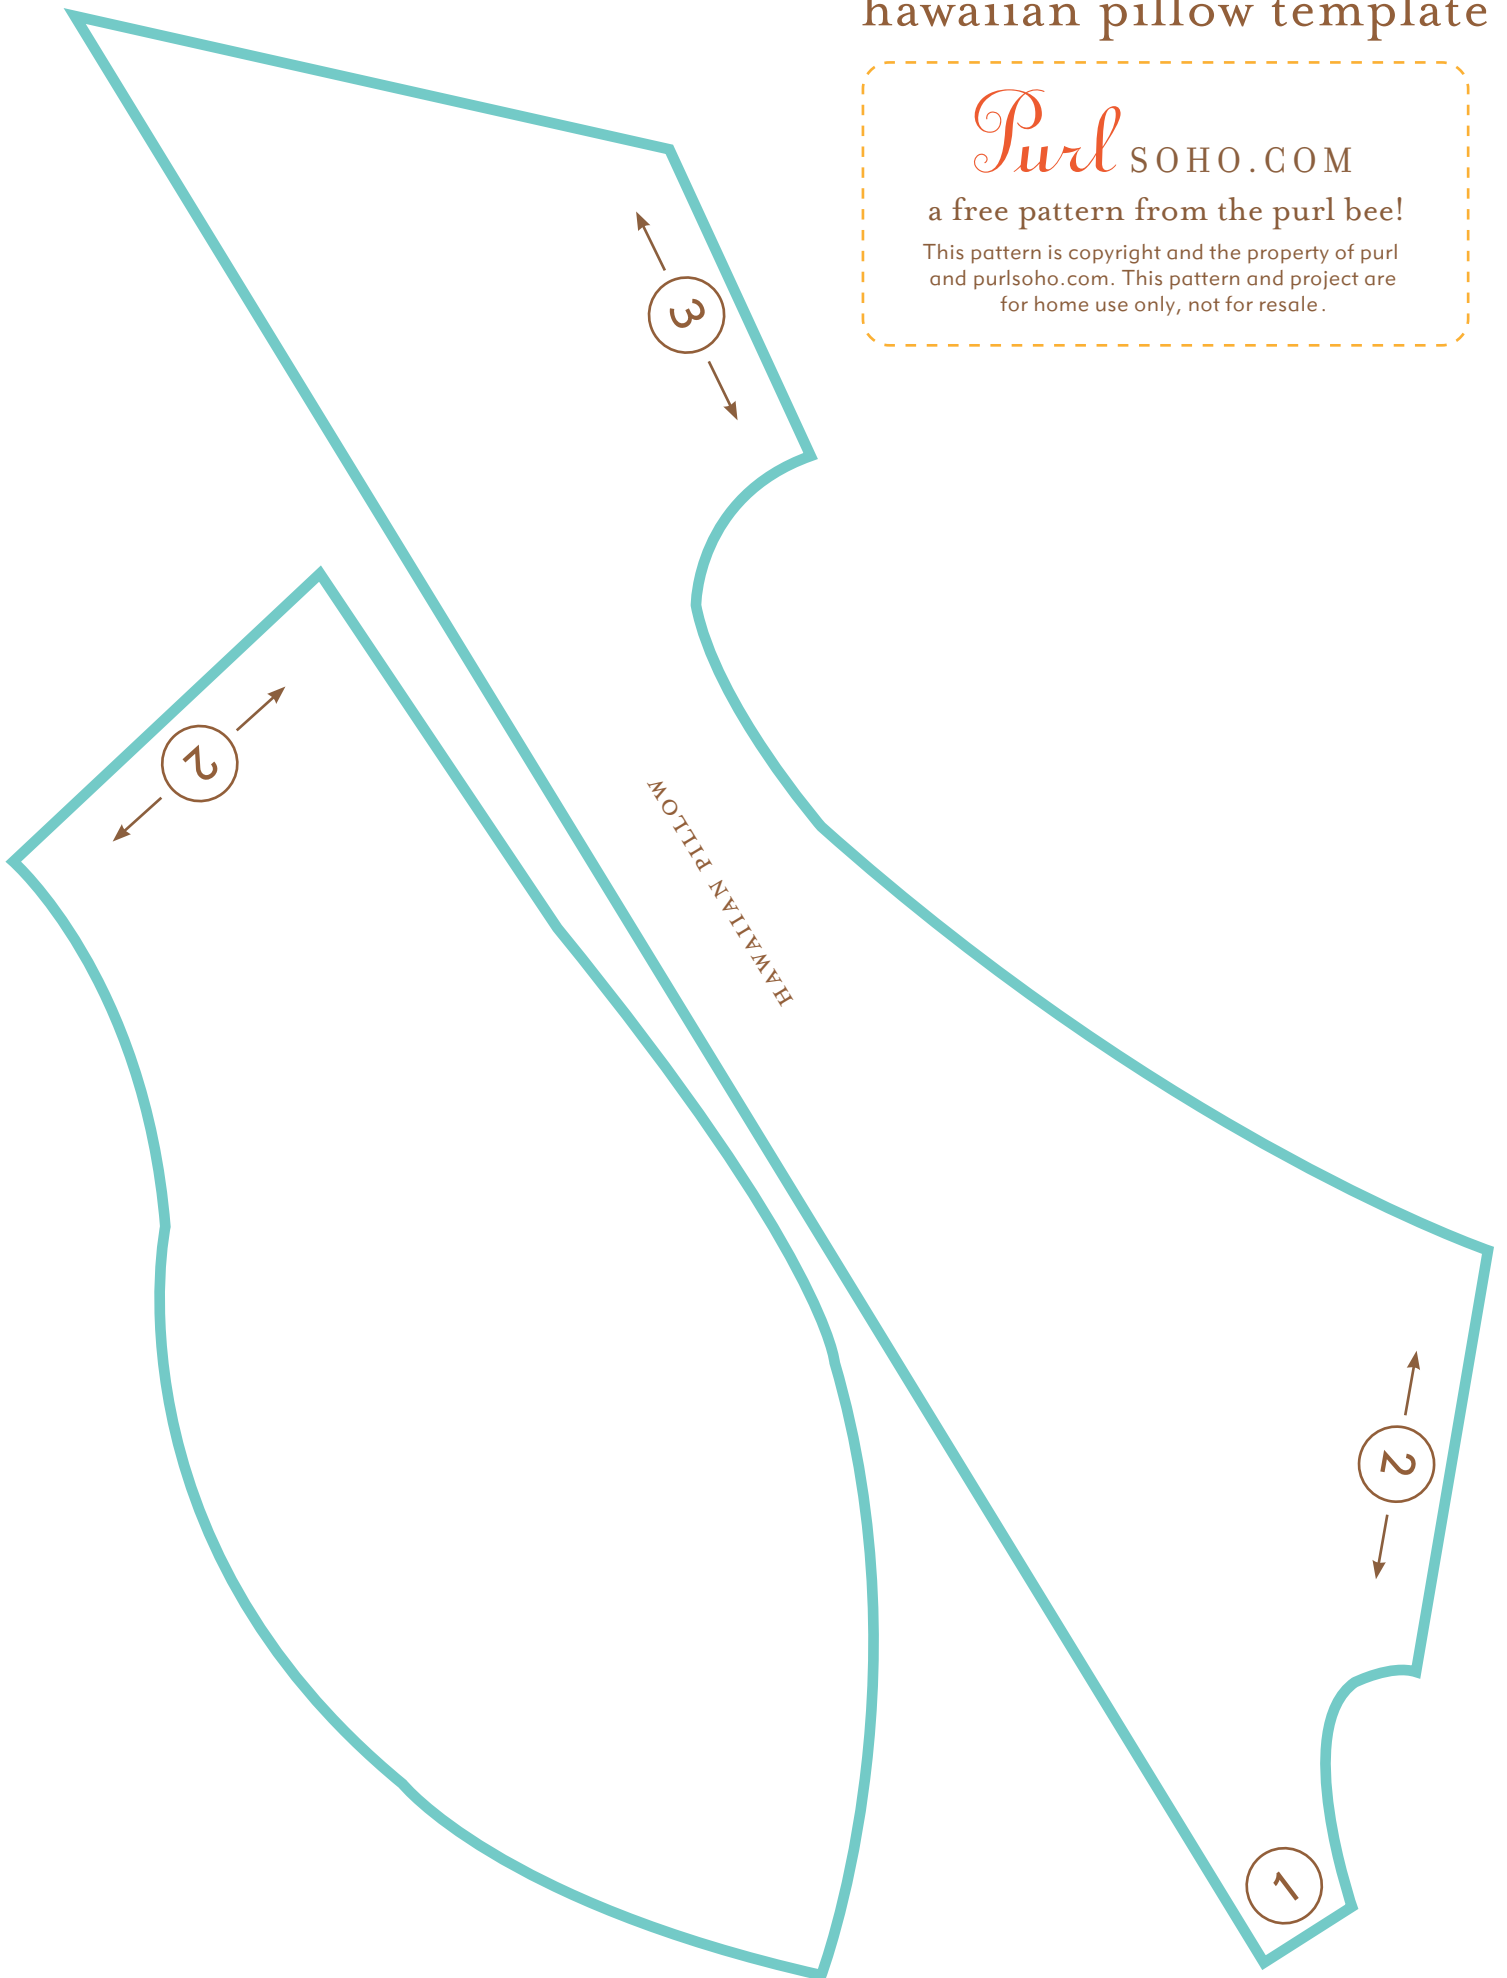 hawaiian pillow template
Purl SOHO.COM
a free pattern from the purl bee!
This pattern is copyright and the property of purl
and purlsoho.com. This pattern and project are
for home use only, not for resale.
3
2
HAWAIIAN PILLOW
2
1